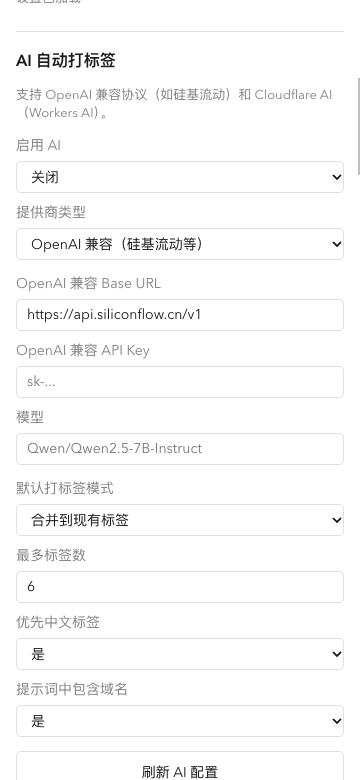 设置已加载
AI 自动打标签
支持 OpenAI 兼容协议（如硅基流动）和 Cloudflare AI
（Workers AI）。
启用 AI
关闭
提供商类型
OpenAI 兼容（硅基流动等）
OpenAI 兼容 Base URL
https://api.siliconflow.cn/v1
OpenAI 兼容 API Key
sk-...
模型
Qwen/Qwen2.5-7B-Instruct
默认打标签模式
合并到现有标签
最多标签数
6
优先中文标签
是
提示词中包含域名
是
刷新 AI 配置